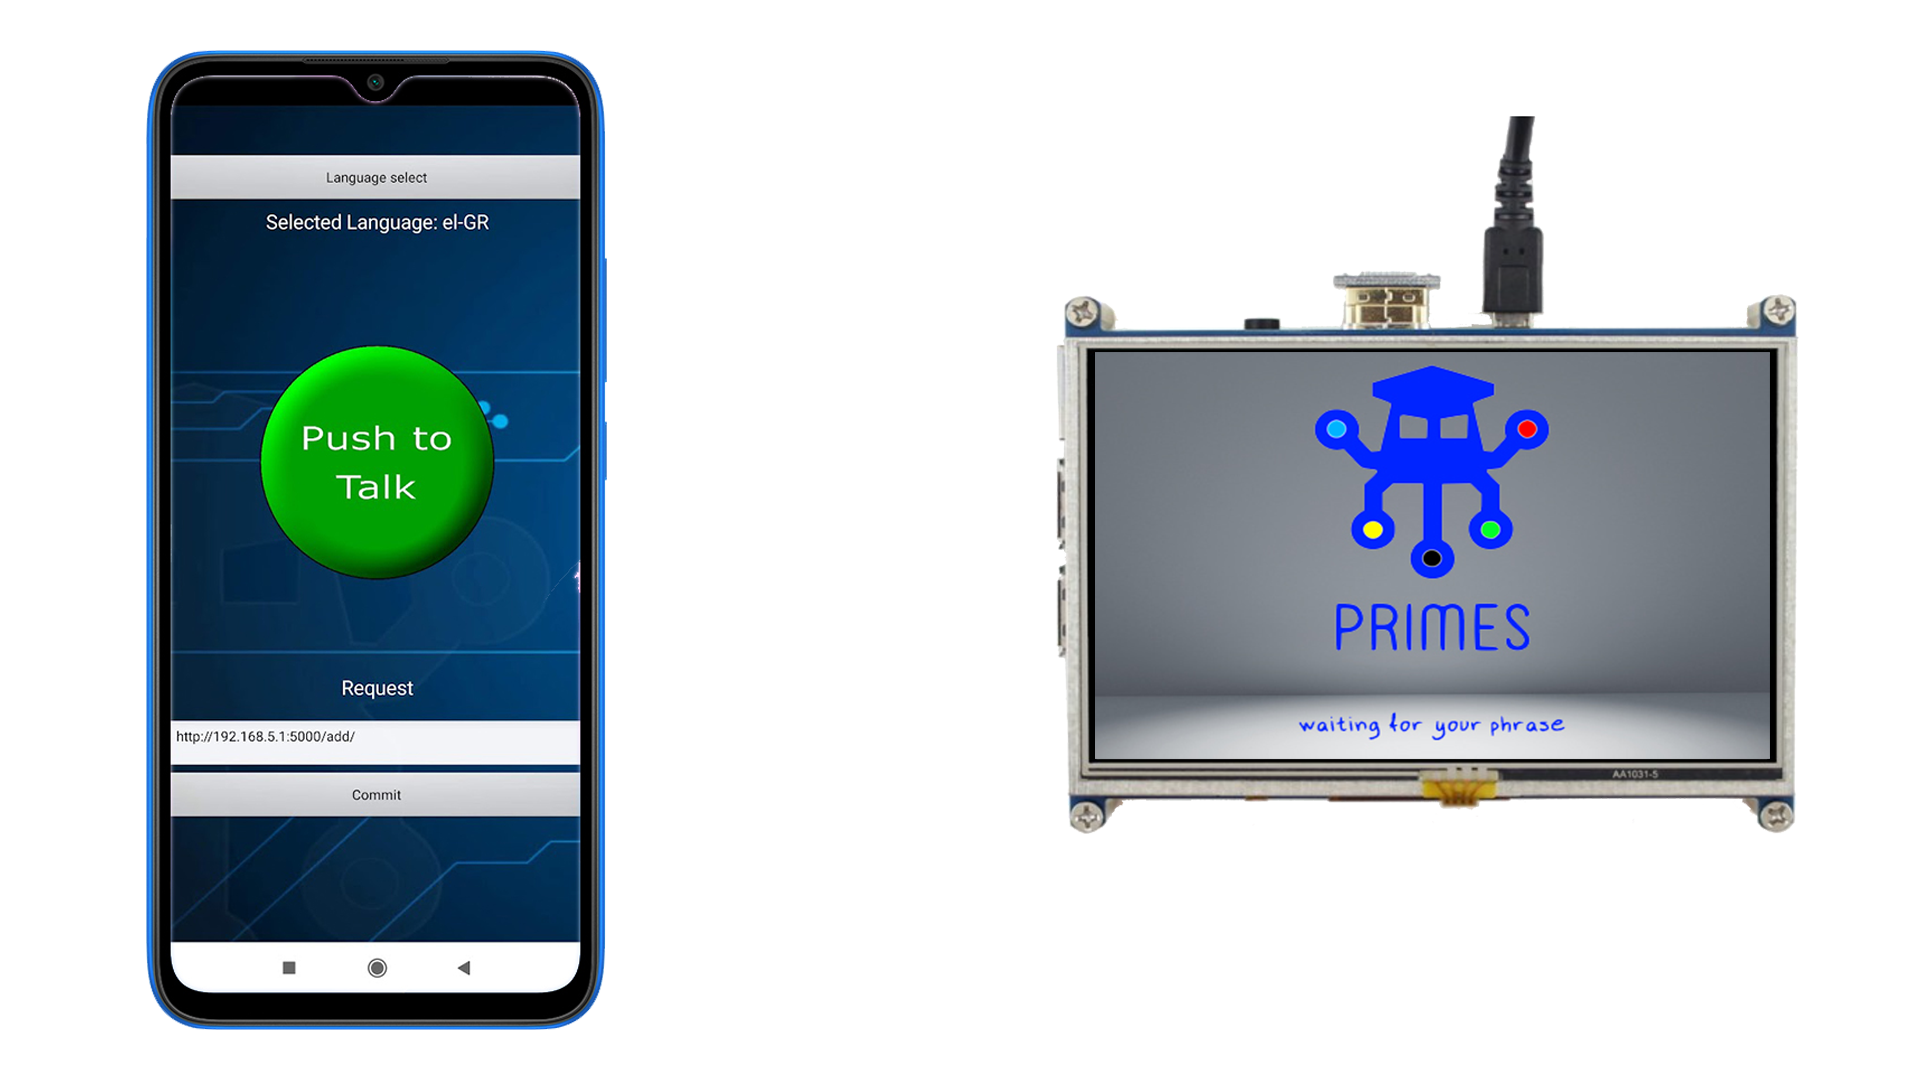 Language select
Selected Language: el-GR
Push to
Talk
Request
http://192.168.5.1:5000/add/
Commit
PRIMES
waiting for your phrase
AA1031-5